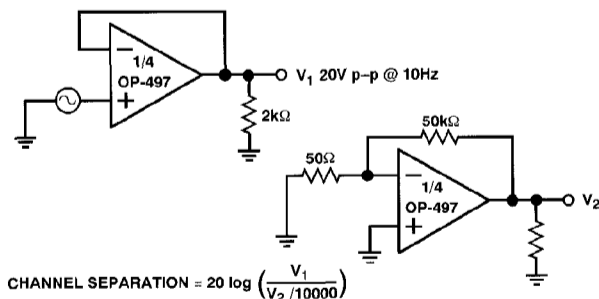 −
1/4
OP-497
+
V1 20V p–p @ 10Hz
2kΩ
50kΩ
50Ω
−
1/4
OP-497
+
V2
CHANNEL SEPARATION = 20 log ( V1 / V2 /10000 )